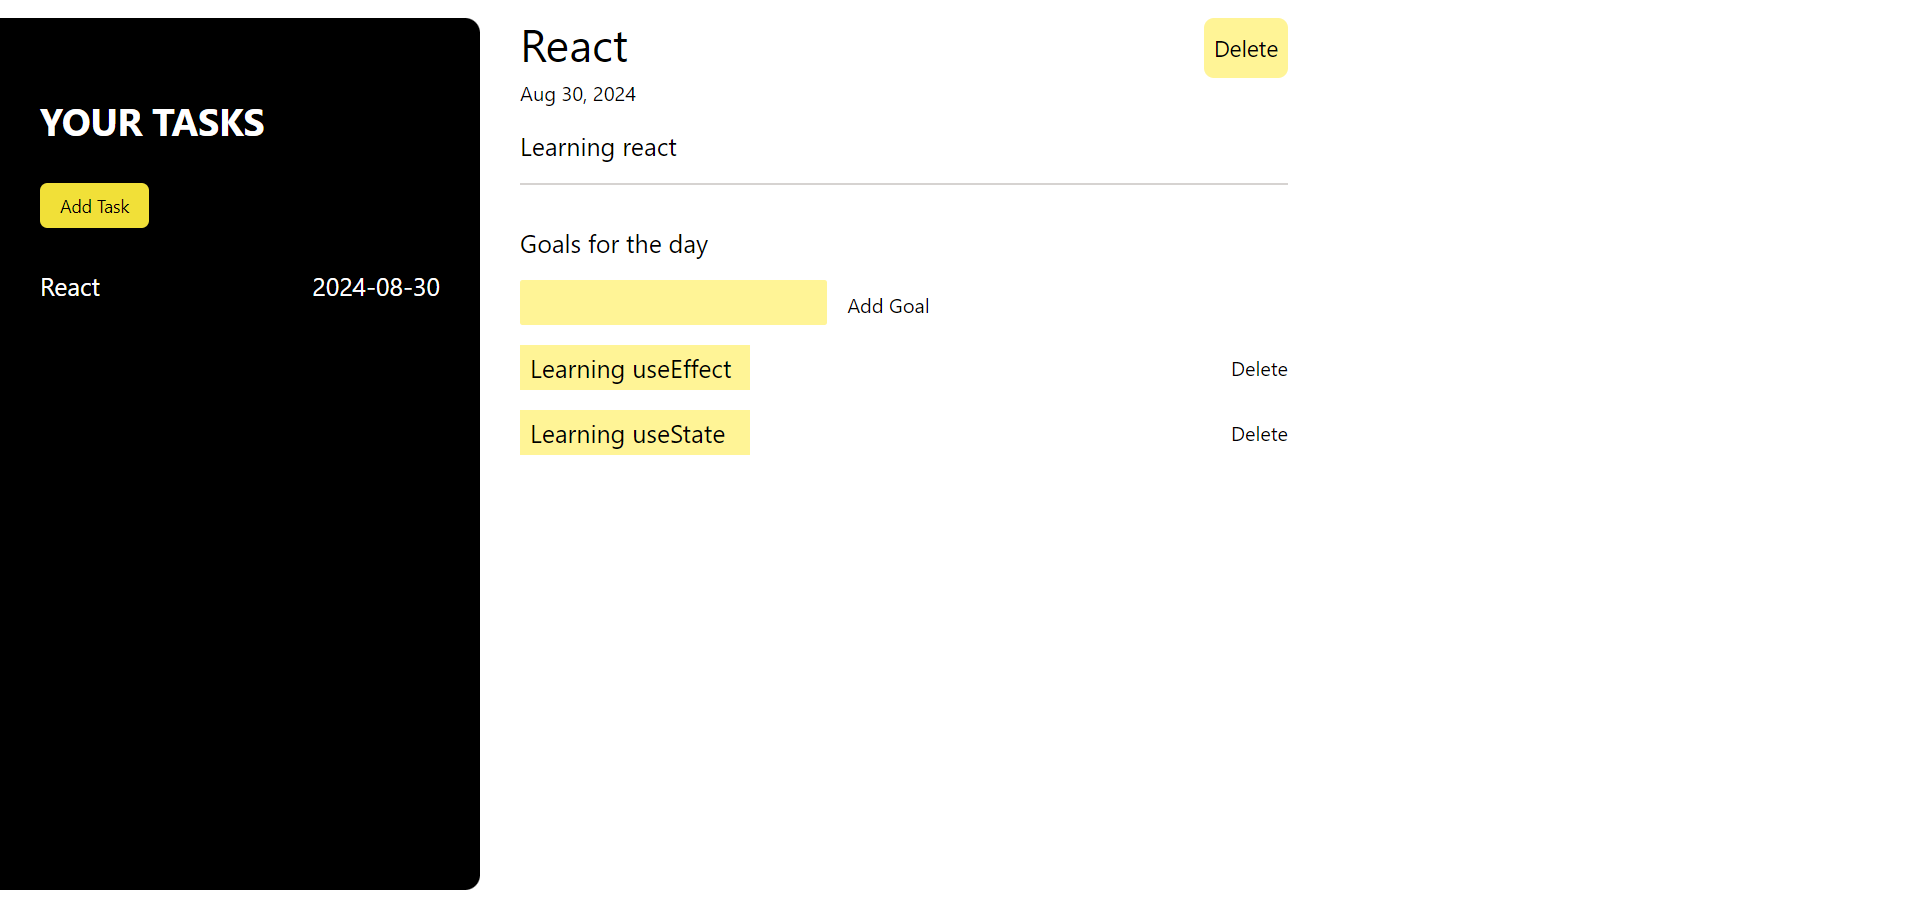 YOUR TASKS
Add Task
React 2024-08-30
React
Delete
Aug 30, 2024
Learning react
Goals for the day
Add Goal
Learning useEffect Delete
Learning useState Delete